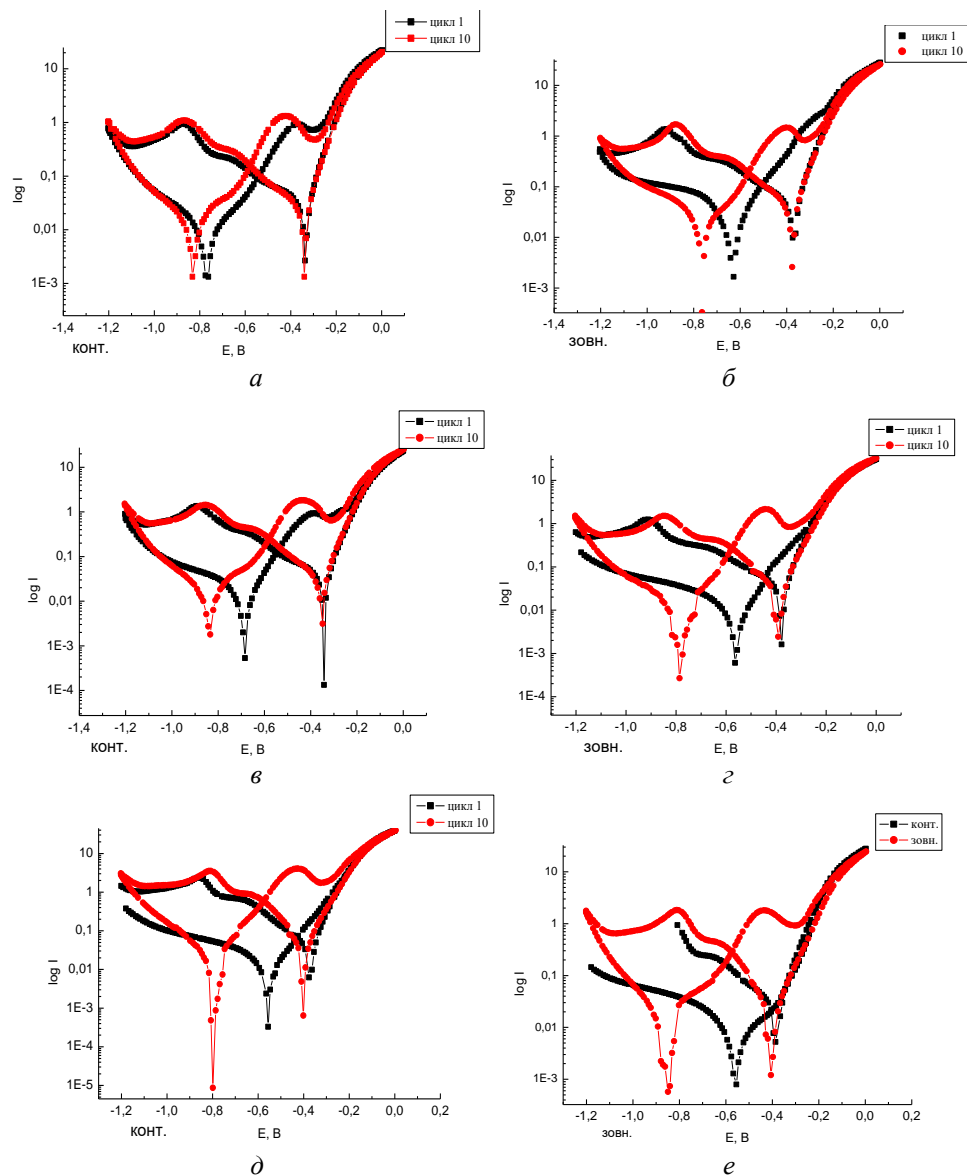 цикл 1
цикл 10
log I
10
1
0,1
0,01
1E-3
-1,4 -1,2 -1,0 -0,8 -0,6 -0,4 -0,2 0,0
конт.
E, В
а
цикл 1
цикл 10
log I
10
1
0,1
0,01
1E-3
-1,4 -1,2 -1,0 -0,8 -0,6 -0,4 -0,2 0,0
зовн.
E, В
б
цикл 1
цикл 10
log I
10
1
0,1
0,01
1E-3
1E-4
-1,4 -1,2 -1,0 -0,8 -0,6 -0,4 -0,2 0,0
конт.
E, В
в
цикл 1
цикл 10
log I
10
1
0,1
0,01
1E-3
1E-4
-1,2 -1,0 -0,8 -0,6 -0,4 -0,2 0,0
зовн.
E, В
г
цикл 1
цикл 10
log I
10
1
0,1
0,01
1E-3
1E-4
1E-5
-1,2 -1,0 -0,8 -0,6 -0,4 -0,2 0,0 0,2
конт.
E, В
д
конт.
зовн.
log I
10
1
0,1
0,01
1E-3
-1,2 -1,0 -0,8 -0,6 -0,4 -0,2 0,0 0,2
зовн.
E, В
е